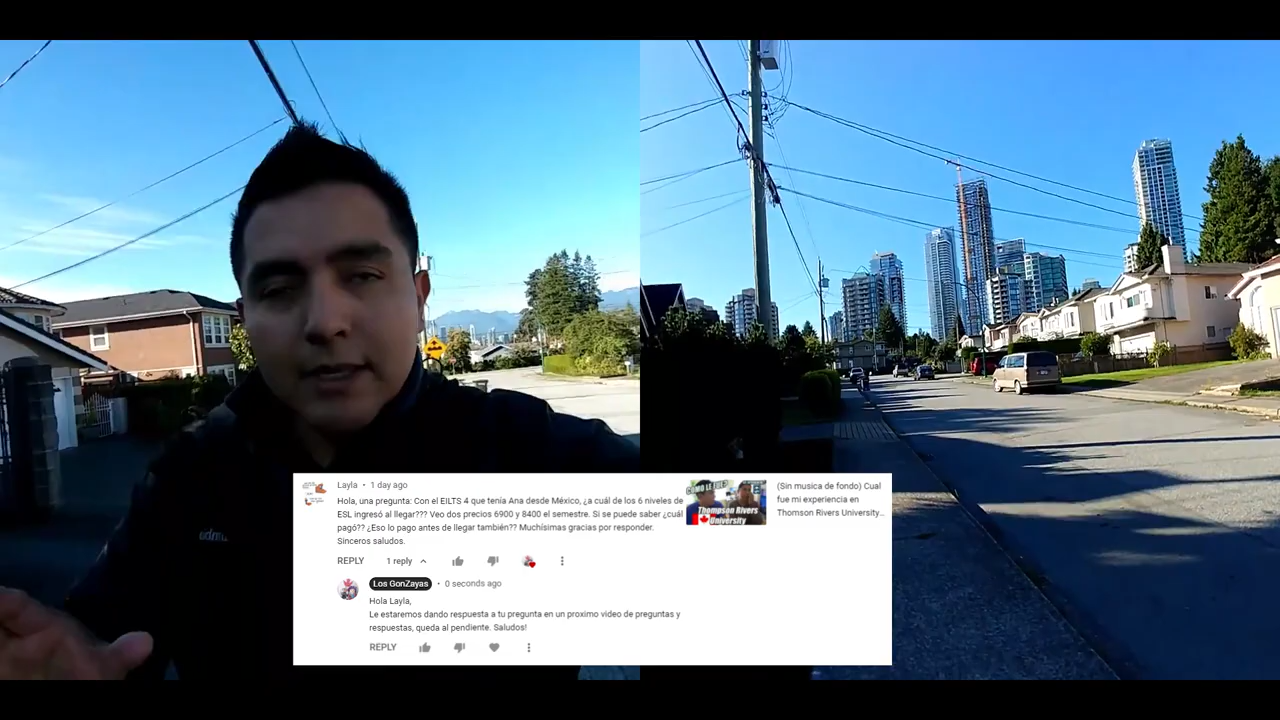 Layla • 1 day ago
Hola, una pregunta: Con el EILTS 4 que tenía Ana desde México, ¿a cuál de los 6 niveles de
ESL ingresó al llegar??? Veo dos precios 6900 y 8400 el semestre. Si se puede saber ¿cuál
pagó?? ¿Eso lo pago antes de llegar también?? Muchísimas gracias por responder.
Sinceros saludos.
REPLY 1 reply
Los GonZayas • 0 seconds ago
Hola Layla,
Le estaremos dando respuesta a tu pregunta en un proximo video de preguntas y
respuestas, queda al pendiente. Saludos!
REPLY
COMO LE FUE?
Thompson Rivers
University
(Sin musica de fondo) Cual
fue mi experiencia en
Thomson Rivers University...